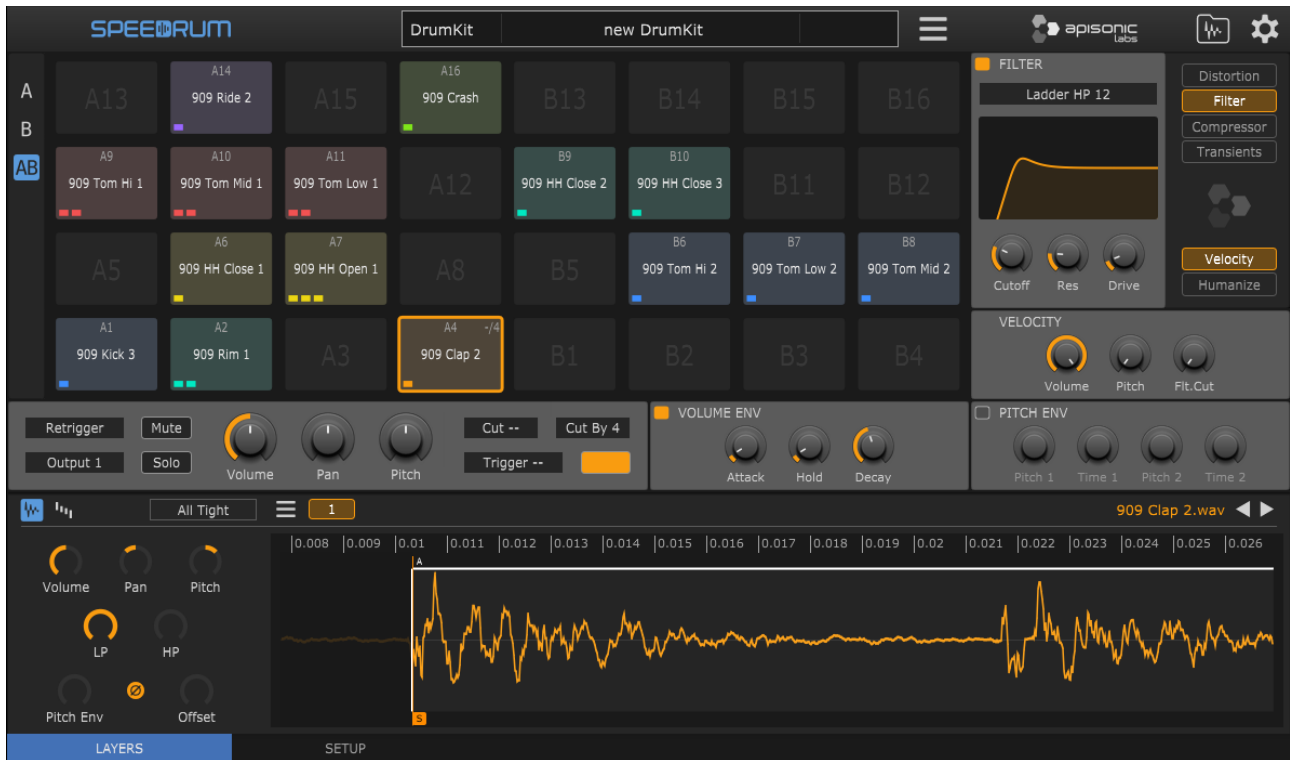 SPEEDRUM
DrumKit new DrumKit
apisonic labs
A
B
AB
A13
A14
909 Ride 2
A15
A16
909 Crash
B13
B14
B15
B16
A9
909 Tom Hi 1
A10
909 Tom Mid 1
A11
909 Tom Low 1
A12
B9
909 HH Close 2
B10
909 HH Close 3
B11
B12
A5
A6
909 HH Close 1
A7
909 HH Open 1
A8
B5
B6
909 Tom Hi 2
B7
909 Tom Low 2
B8
909 Tom Mid 2
A1
909 Kick 3
A2
909 Rim 1
A3
A4 -/4
909 Clap 2
B1
B2
B3
B4
FILTER
Ladder HP 12
Cutoff Res Drive
Distortion
Filter
Compressor
Transients
Velocity
Humanize
VELOCITY
Volume Pitch Flt.Cut
Retrigger Mute
Output 1 Solo
Volume Pan Pitch
Cut -- Cut By 4
Trigger --
VOLUME ENV
Attack Hold Decay
PITCH ENV
Pitch 1 Time 1 Pitch 2 Time 2
All Tight 1 909 Clap 2.wav
Volume Pan Pitch
LP HP
Pitch Env Offset
0.008 0.009 0.01 0.011 0.012 0.013 0.014 0.015 0.016 0.017 0.018 0.019 0.02 0.021 0.022 0.023 0.024 0.025 0.026
A
S
LAYERS SETUP